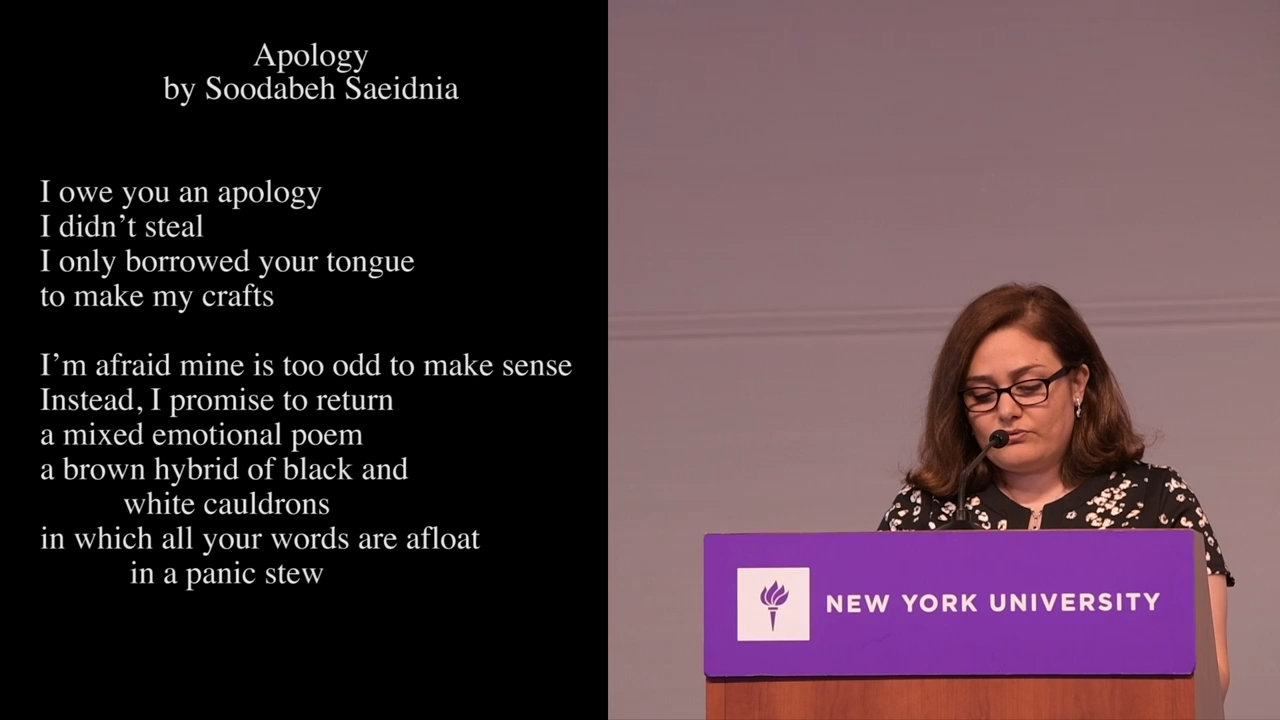 Apology
by Soodabeh Saeidnia
I owe you an apology
I didn’t steal
I only borrowed your tongue
to make my crafts
I’m afraid mine is too odd to make sense
Instead, I promise to return
a mixed emotional poem
a brown hybrid of black and
white cauldrons
in which all your words are afloat
in a panic stew
NEW YORK UNIVERSITY